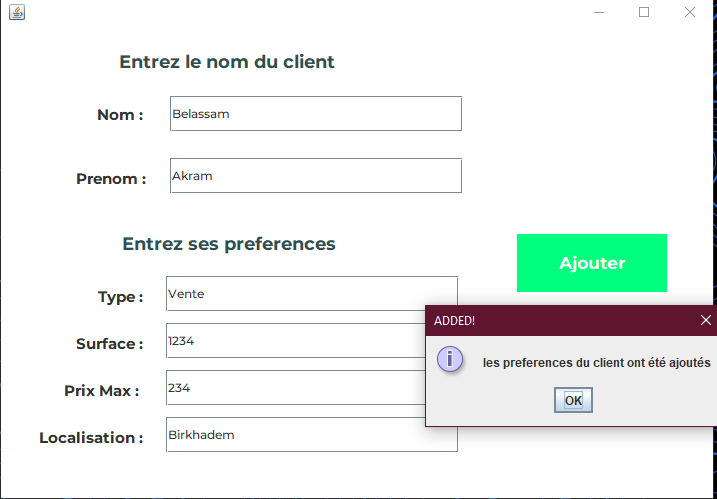 Entrez le nom du client
Nom :
Belassam
Prenom :
Akram
Entrez ses preferences
Ajouter
Type :
Vente
Surface :
1234
Prix Max :
234
Localisation :
Birkhadem
ADDED!
les preferences du client ont été ajoutés
OK